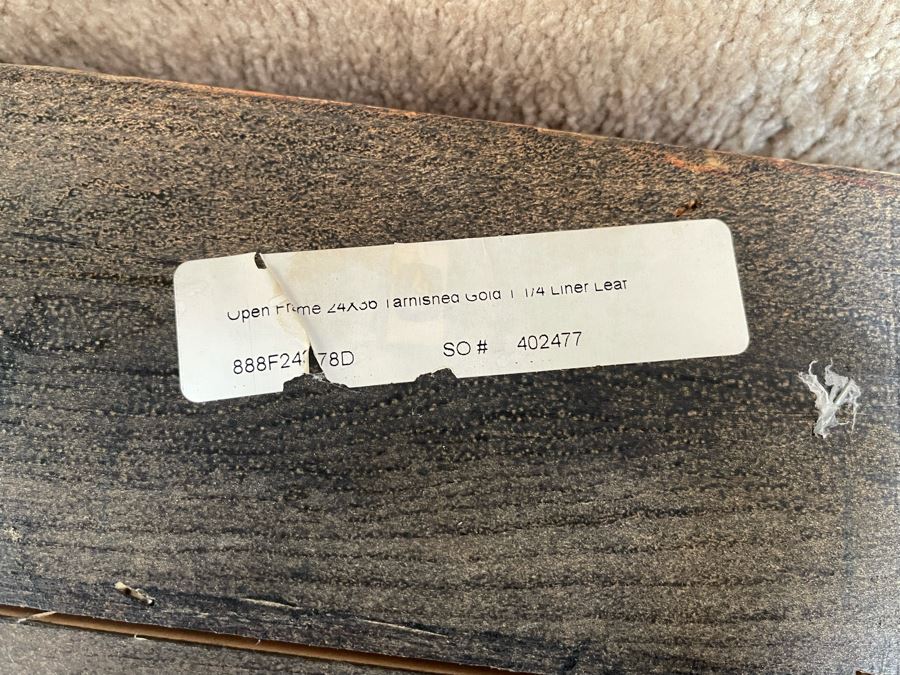 Open Frame 24X36 Tarnished Gold 1 1/4 Liner Leaf
SO # 402477